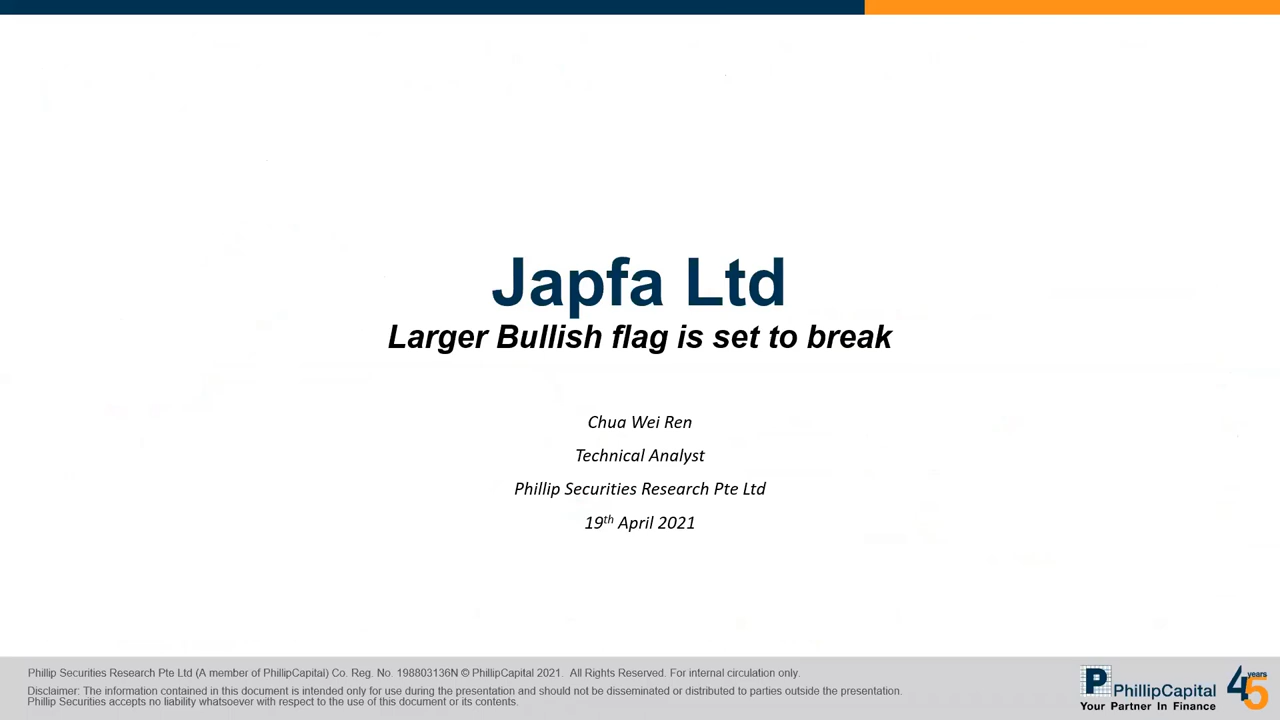 Japfa Ltd
Larger Bullish flag is set to break
Chua Wei Ren
Technical Analyst
Phillip Securities Research Pte Ltd
19th April 2021
Phillip Securities Research Pte Ltd (A member of PhillipCapital) Co. Reg. No. 198803136N © PhillipCapital 2021. All Rights Reserved. For internal circulation only.
Disclaimer: The information contained in this document is intended only for use during the presentation and should not be disseminated or distributed to parties outside the presentation.
Phillip Securities accepts no liability whatsoever with respect to the use of this document or its contents.
P PhillipCapital
Your Partner In Finance
45 years